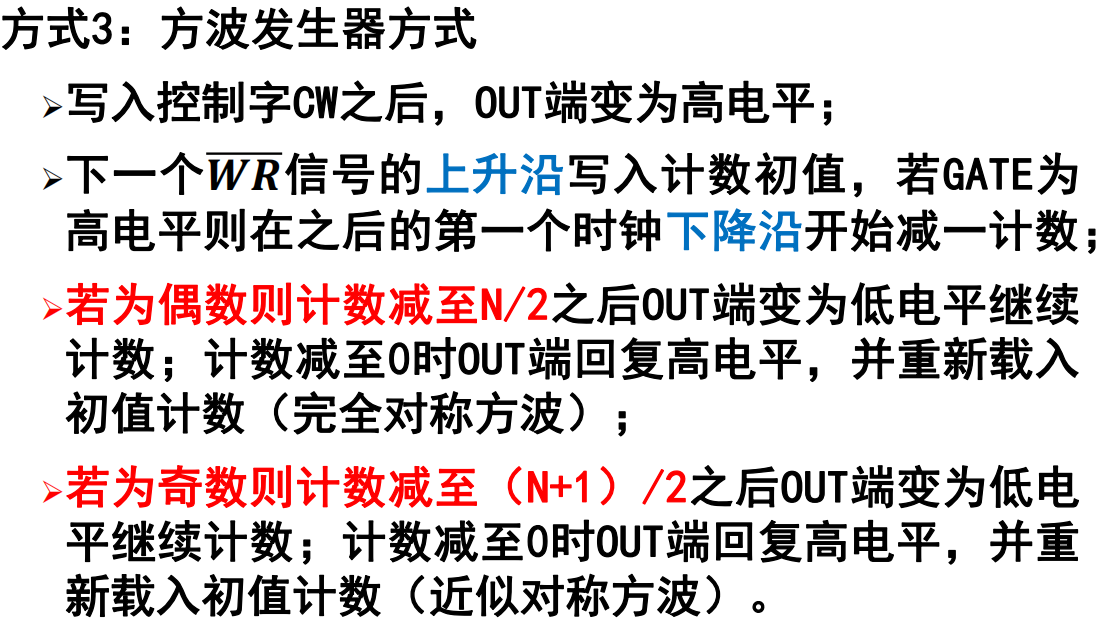 方式3：方波发生器方式
➢写入控制字CW之后，OUT端变为高电平；
➢下一个$\overline{WR}$信号的上升沿写入计数初值，若GATE为
高电平则在之后的第一个时钟下降沿开始减一计数；
➢若为偶数则计数减至N/2之后OUT端变为低电平继续
计数；计数减至0时OUT端回复高电平，并重新载入
初值计数（完全对称方波）；
➢若为奇数则计数减至（N+1）/2之后OUT端变为低电
平继续计数；计数减至0时OUT端回复高电平，并重
新载入初值计数（近似对称方波）。